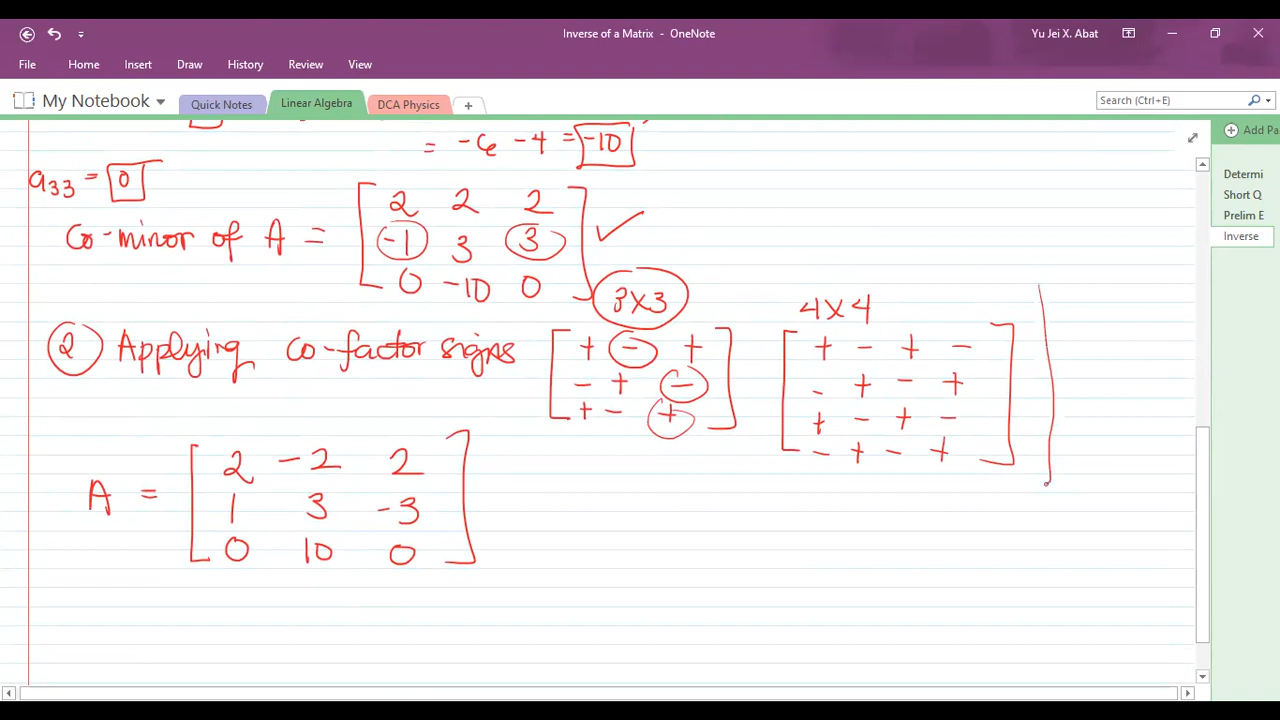 Inverse of a Matrix - OneNote
Yu Jei X. Abat
File Home Insert Draw History Review View
My Notebook Quick Notes Linear Algebra DCA Physics +
Search (Ctrl+E)
Add Pa
Determi
Short Q
Prelim E
Inverse
= -6 -4 = -10
a33 = 0
2 2 2
Co-minor of A = -1 3 3
0 -10 0
3x3
4x4
2 Applying co-factor signs
+ - +
- + -
+ - +
+ - + -
- + - +
+ - + -
- + - +
2 -2 2
A = 1 3 -3
0 10 0